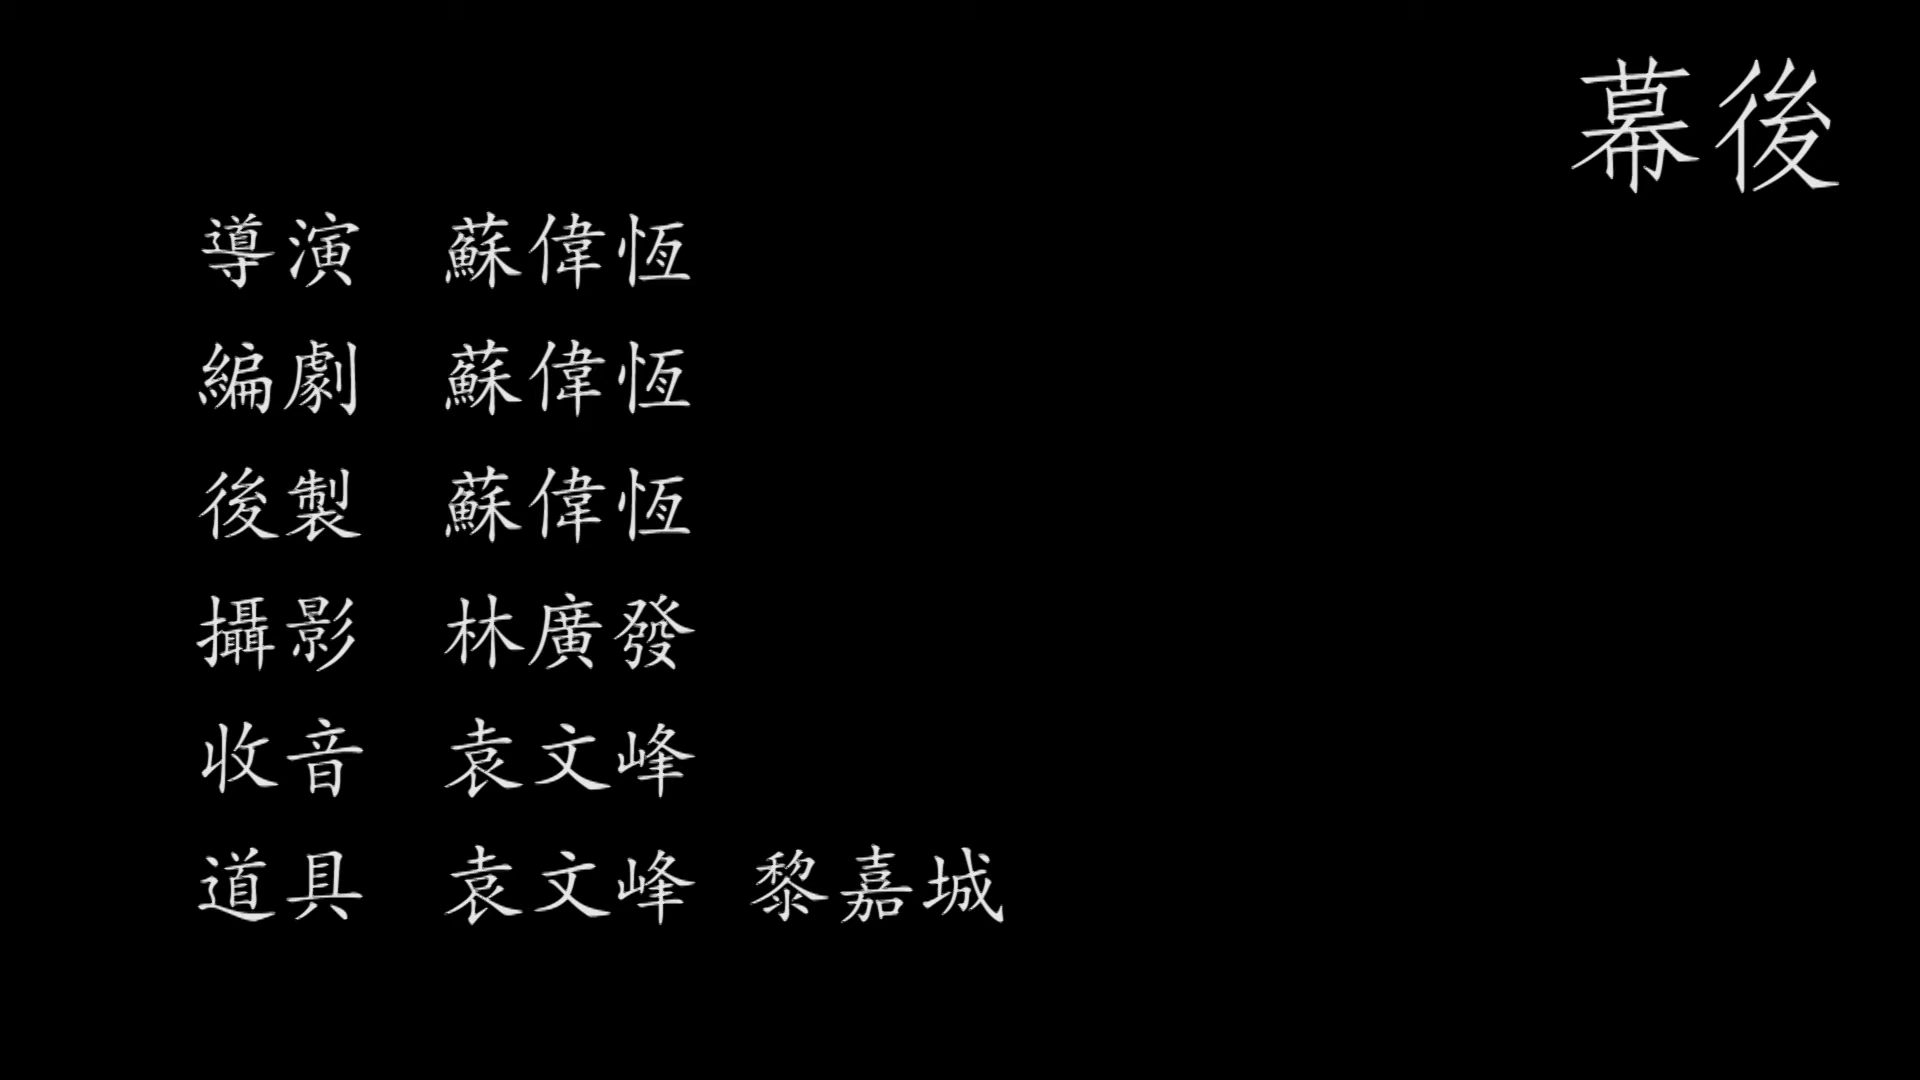 幕後
導演 蘇偉恆
編劇 蘇偉恆
後製 蘇偉恆
攝影 林廣發
收音 袁文峰
道具 袁文峰 黎嘉城